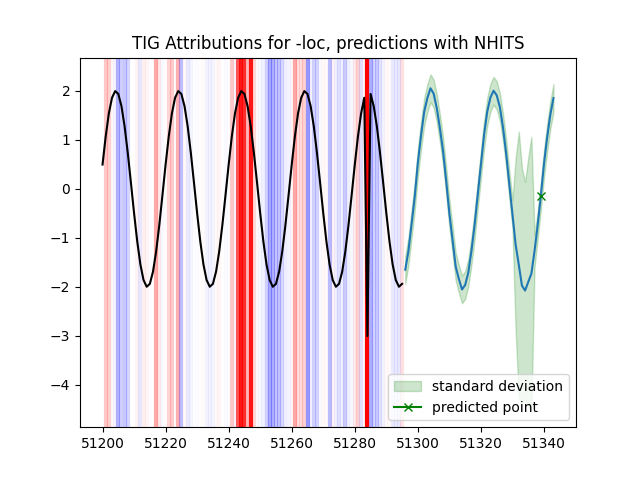 TIG Attributions for -loc, predictions with NHITS
2
1
0
−1
−2
−3
−4
standard deviation
predicted point
51200 51220 51240 51260 51280 51300 51320 51340